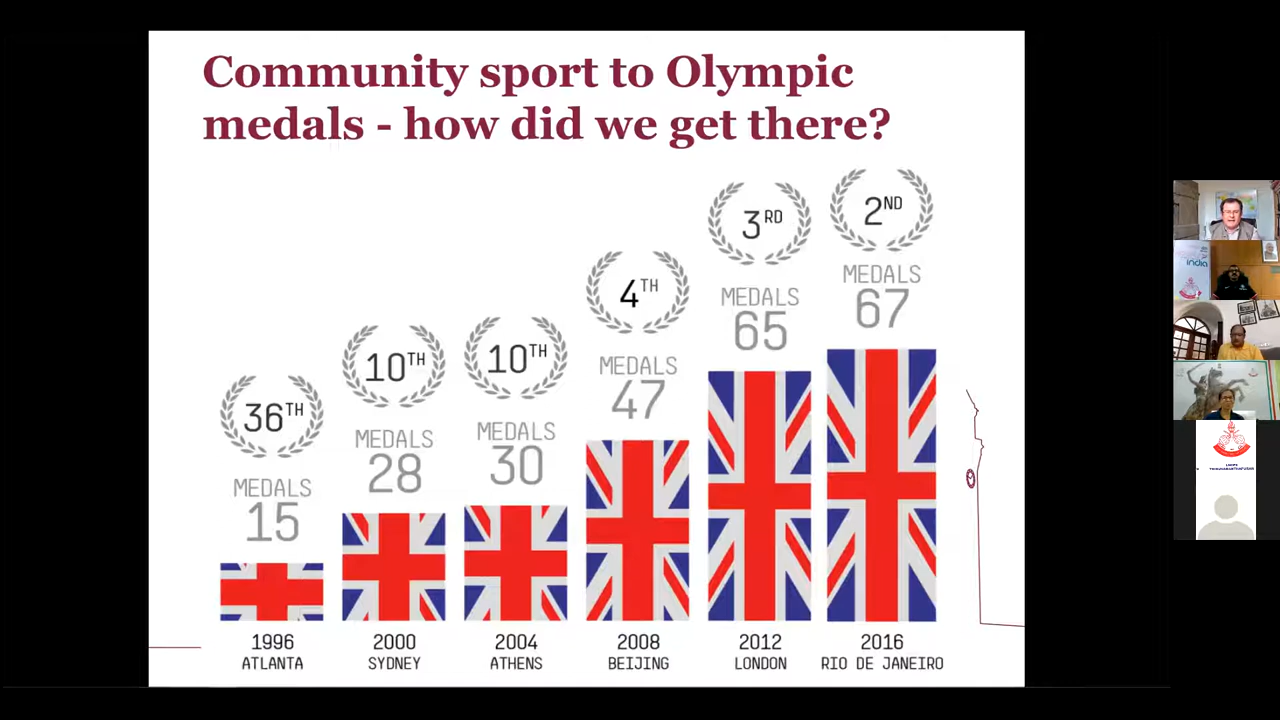 Community sport to Olympic
medals - how did we get there?
36TH
MEDALS
15
1996
ATLANTA
10TH
MEDALS
28
2000
SYDNEY
10TH
MEDALS
30
2004
ATHENS
4TH
MEDALS
47
2008
BEIJING
3RD
MEDALS
65
2012
LONDON
2ND
MEDALS
67
2016
RIO DE JANEIRO
india
LNCPE